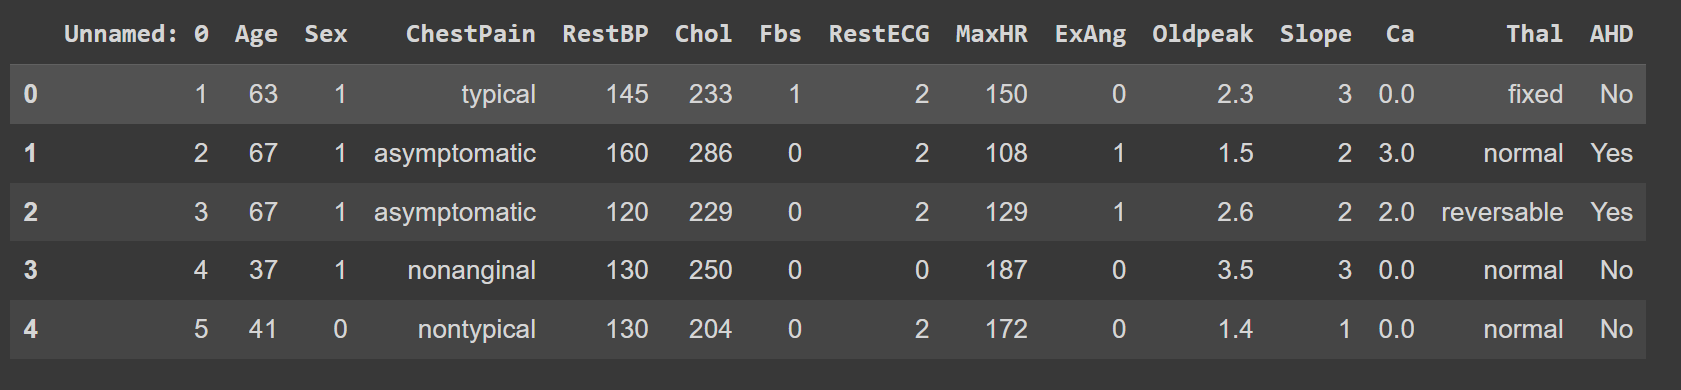 Unnamed: 0 Age Sex ChestPain RestBP Chol Fbs RestECG MaxHR ExAng Oldpeak Slope Ca Thal AHD
0 1 63 1 typical 145 233 1 2 150 0 2.3 3 0.0 fixed No
1 2 67 1 asymptomatic 160 286 0 2 108 1 1.5 2 3.0 normal Yes
2 3 67 1 asymptomatic 120 229 0 2 129 1 2.6 2 2.0 reversable Yes
3 4 37 1 nonanginal 130 250 0 0 187 0 3.5 3 0.0 normal No
4 5 41 0 nontypical 130 204 0 2 172 0 1.4 1 0.0 normal No